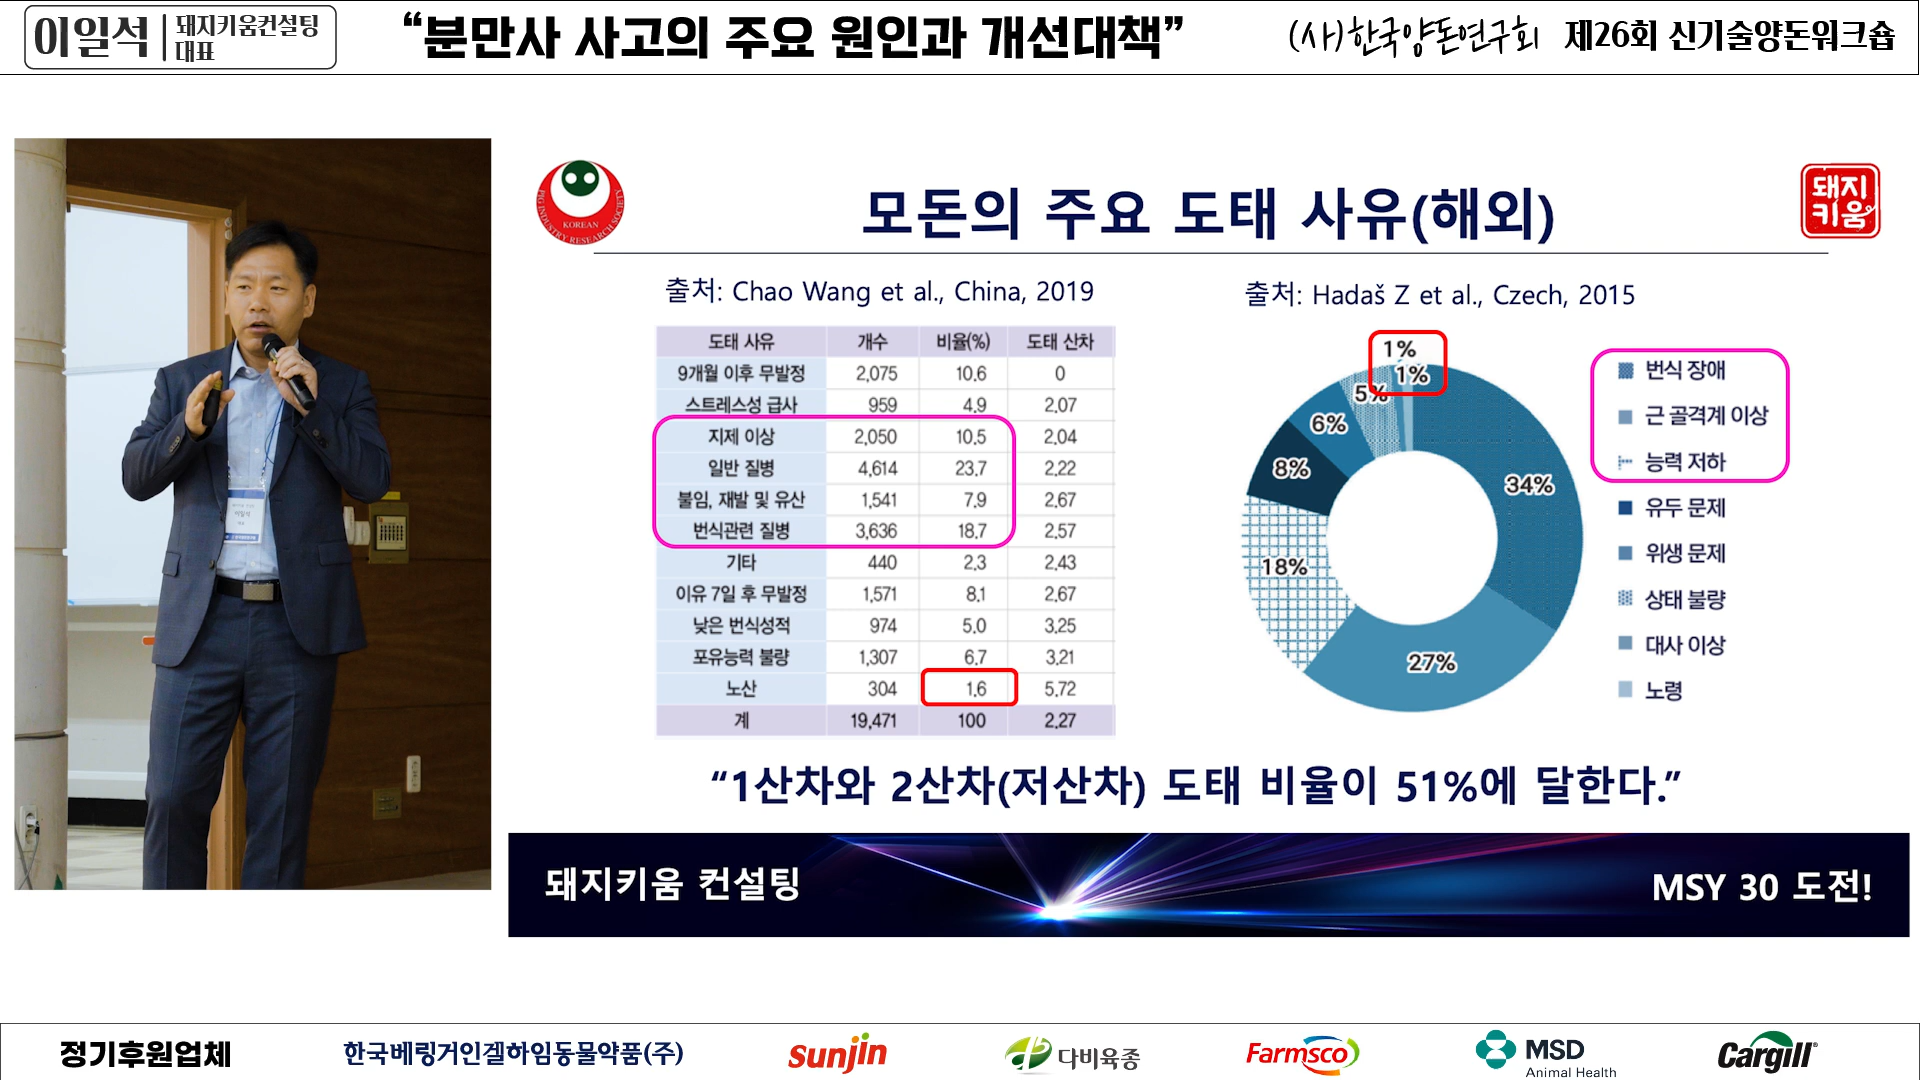 이일석
돼지키움컨설팅
대표
“분만사 사고의 주요 원인과 개선대책”
(사)한국양돈연구회 제26회 신기술양돈워크숍
KOREAN
PIG INDUSTRY RESEARCH SOCIETY
모돈의 주요 도태 사유(해외)
돼지
키움
출처: Chao Wang et al., China, 2019
도태 사유 개수 비율(%) 도태 산차
9개월 이후 무발정 2,075 10.6 0
스트레스성 급사 959 4.9 2.07
지제 이상 2,050 10.5 2.04
일반 질병 4,614 23.7 2.22
불임, 재발 및 유산 1,541 7.9 2.67
번식관련 질병 3,636 18.7 2.57
기타 440 2.3 2.43
이유 7일 후 무발정 1,571 8.1 2.67
낮은 번식성적 974 5.0 3.25
포유능력 불량 1,307 6.7 3.21
노산 304 1.6 5.72
계 19,471 100 2.27
출처: Hadaš Z et al., Czech, 2015
1%
1%
5%
6%
8%
34%
18%
27%
번식 장애
근 골격계 이상
능력 저하
유두 문제
위생 문제
상태 불량
대사 이상
노령
“1산차와 2산차(저산차) 도태 비율이 51%에 달한다.”
돼지키움 컨설팅
MSY 30 도전!
정기후원업체
한국베링거인겔하임동물약품(주)
sunjin
다비육종
Farmsco
MSD
Animal Health
Cargill